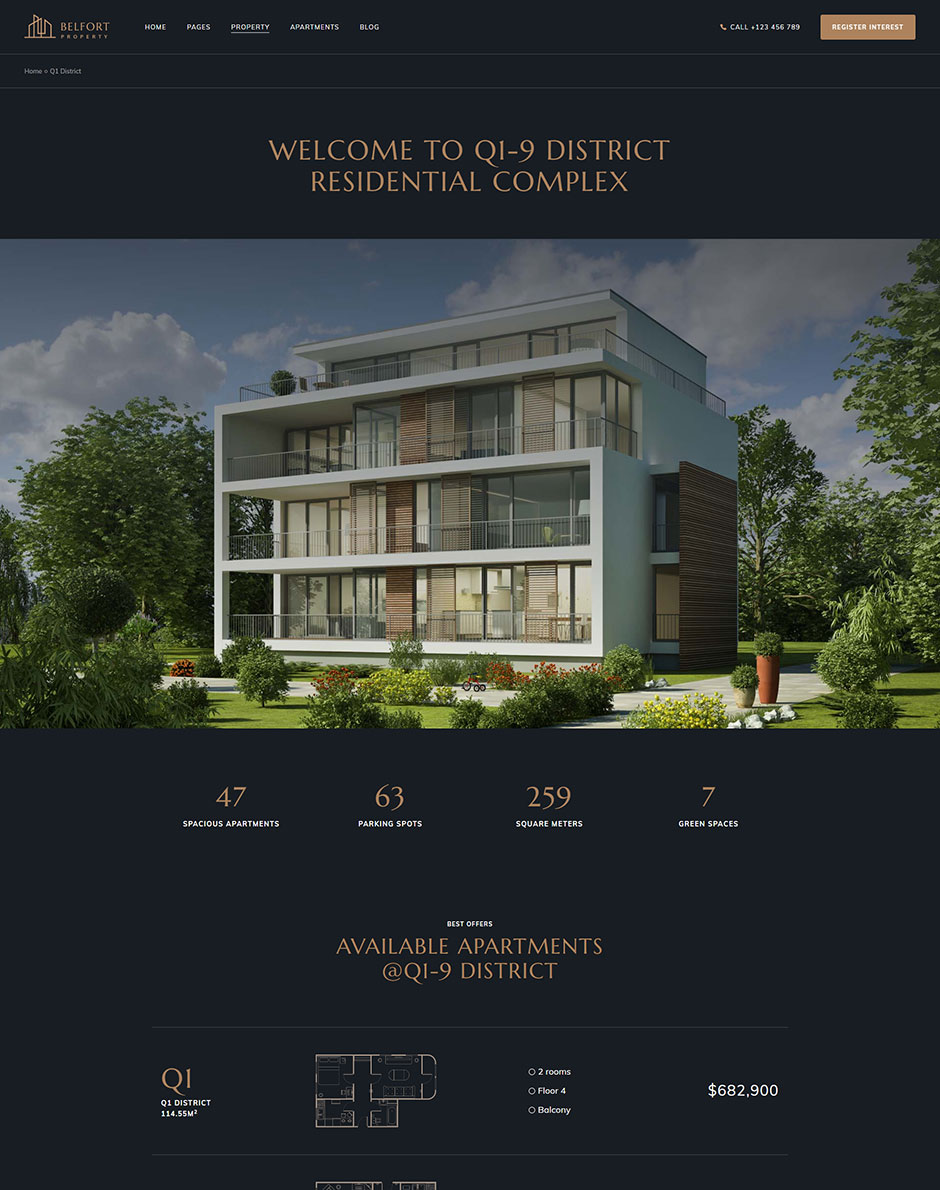 BELFORT
PROPERTY
HOME PAGES PROPERTY APARTMENTS BLOG
CALL +123 456 789
REGISTER INTEREST
Home Q1 District
WELCOME TO Q1-9 DISTRICT
RESIDENTIAL COMPLEX
47 63 259 7
SPACIOUS APARTMENTS PARKING SPOTS SQUARE METERS GREEN SPACES
BEST OFFERS
AVAILABLE APARTMENTS
@Q1-9 DISTRICT
Q1
Q1 DISTRICT
114.55M²
2 rooms
Floor 4
Balcony
$682,900